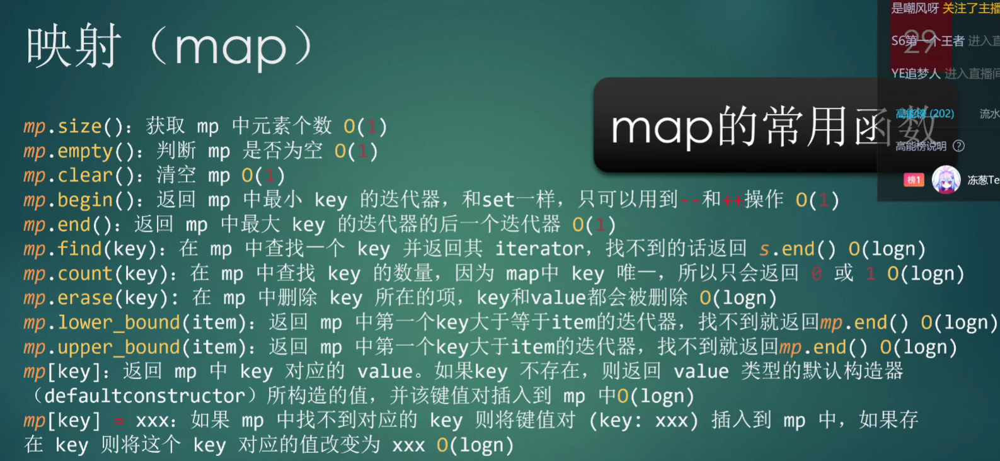 映射（map）
map的常用函数
mp.size()：获取 mp 中元素个数 O(1)
mp.empty()：判断 mp 是否为空 O(1)
mp.clear()：清空 mp O(1)
mp.begin()：返回 mp 中最小 key 的迭代器，和set一样，只可以用到--和++操作 O(1)
mp.end()：返回 mp 中最大 key 的迭代器的后一个迭代器 O(1)
mp.find(key)：在 mp 中查找一个 key 并返回其 iterator，找不到的话返回 s.end() O(logn)
mp.count(key)：在 mp 中查找 key 的数量，因为 map中 key 唯一，所以只会返回 0 或 1 O(logn)
mp.erase(key)：在 mp 中删除 key 所在的项，key和value都会被删除 O(logn)
mp.lower_bound(item)：返回 mp 中第一个key大于等于item的迭代器，找不到就返回mp.end() O(logn)
mp.upper_bound(item)：返回 mp 中第一个key大于item的迭代器，找不到就返回mp.end() O(logn)
mp[key]：返回 mp 中 key 对应的 value。如果key 不存在，则返回 value 类型的默认构造器
（defaultconstructor）所构造的值，并该键值对插入到 mp 中O(logn)
mp[key] = xxx：如果 mp 中找不到对应的 key 则将键值对 (key: xxx) 插入到 mp 中，如果存
在 key 则将这个 key 对应的值改变为 xxx O(logn)
是嘲风呀 关注了主播
29
S6第一个王者 进入直
YE追梦人 进入直播间
高能榜(202) 流水
高能榜说明 ?
榜1 冻葱Te